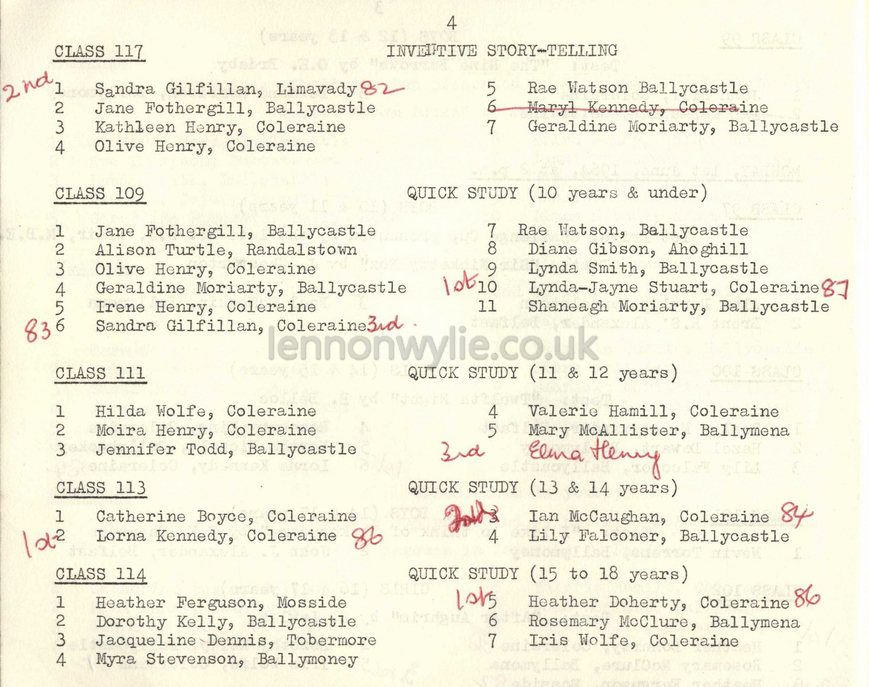 4
CLASS 117 INVENTIVE STORY-TELLING
2nd 1 Sandra Gilfillan, Limavady 82
2 Jane Fothergill, Ballycastle
3 Kathleen Henry, Coleraine
4 Olive Henry, Coleraine
5 Rae Watson Ballycastle
6 Maryl Kennedy, Coleraine
7 Geraldine Moriarty, Ballycastle
CLASS 109 QUICK STUDY (10 years & under)
1 Jane Fothergill, Ballycastle
2 Alison Turtle, Randalstown
3 Olive Henry, Coleraine
4 Geraldine Moriarty, Ballycastle
5 Irene Henry, Coleraine
83 6 Sandra Gilfillan, Coleraine 3rd.
7 Rae Watson, Ballycastle
8 Diane Gibson, Ahoghill
9 Lynda Smith, Ballycastle
1st 10 Lynda-Jayne Stuart, Coleraine 87
11 Shaneagh Moriarty, Ballycastle
lennonwylie.co.uk
CLASS 111 QUICK STUDY (11 & 12 years)
1 Hilda Wolfe, Coleraine
2 Moira Henry, Coleraine
3 Jennifer Todd, Ballycastle
4 Valerie Hamill, Coleraine
5 Mary McAllister, Ballymena
3rd Elma Henry
CLASS 113 QUICK STUDY (13 & 14 years)
1 Catherine Boyce, Coleraine
1st 2 Lorna Kennedy, Coleraine 86
3 Ian McCaughan, Coleraine 84
4 Lily Falconer, Ballycastle
CLASS 114 QUICK STUDY (15 to 18 years)
1 Heather Ferguson, Mosside
2 Dorothy Kelly, Ballycastle
3 Jacqueline Dennis, Tobermore
4 Myra Stevenson, Ballymoney
1st 5 Heather Doherty, Coleraine 86
6 Rosemary McClure, Ballymena
7 Iris Wolfe, Coleraine